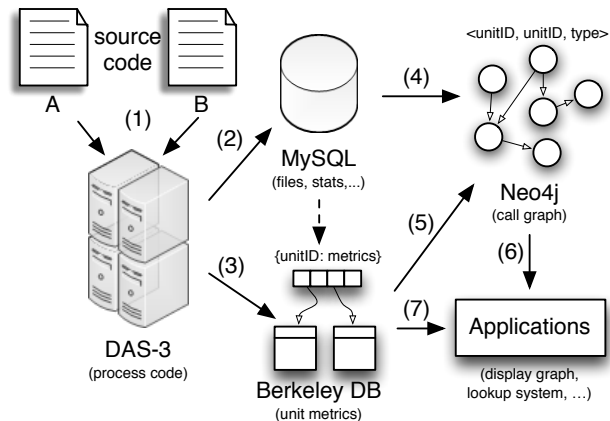 source
code
A
B
(1)
(2)
MySQL
(files, stats,...)
(4)
<unitID, unitID, type>
Neo4j
(call graph)
(3)
DAS-3
(process code)
{unitID: metrics}
Berkeley DB
(unit metrics)
(5)
(6)
(7)
Applications
(display graph,
lookup system, …)